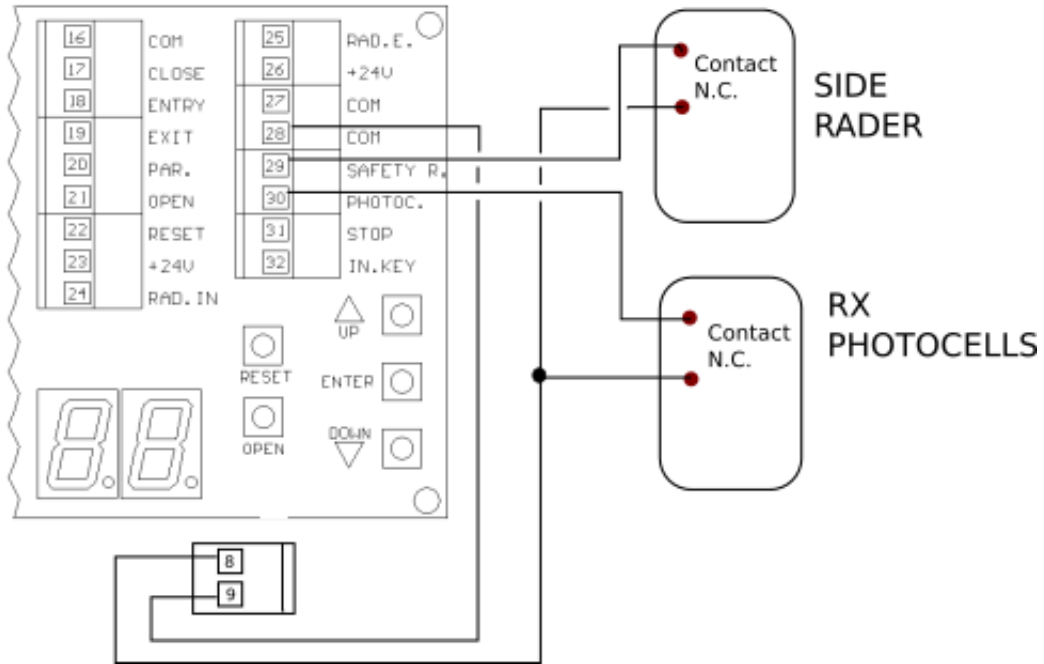 16 COM
17 CLOSE
18 ENTRY
19 EXIT
20 PAR.
21 OPEN
22 RESET
23 +24V
24 RAD.IN
25 RAD.E.
26 +24V
27 COM
28 COM
29 SAFETY R.
30 PHOTOC.
31 STOP
32 IN.KEY
UP
RESET
ENTER
OPEN
DOWN
88
8
9
Contact
N.C.
SIDE
RADER
Contact
N.C.
RX
PHOTOCELLS